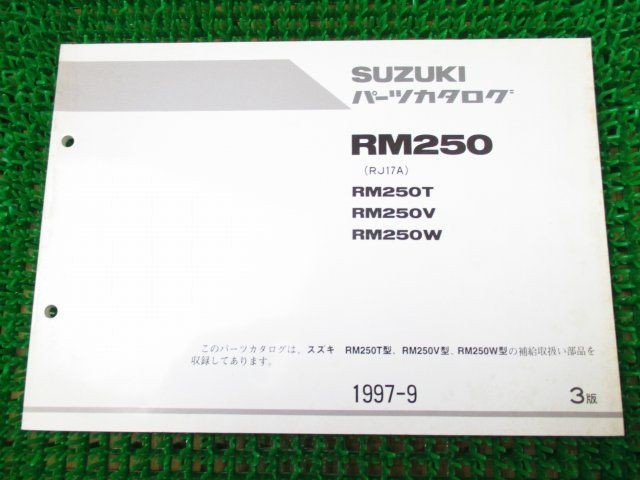 SUZUKI
パーツカタログ
RM250
(RJ17A)
RM250T
RM250V
RM250W
このパーツカタログは、スズキ RM250T型、RM250V型、RM250W型の補給取扱い部品を
収録してあります。
1997-9
3版